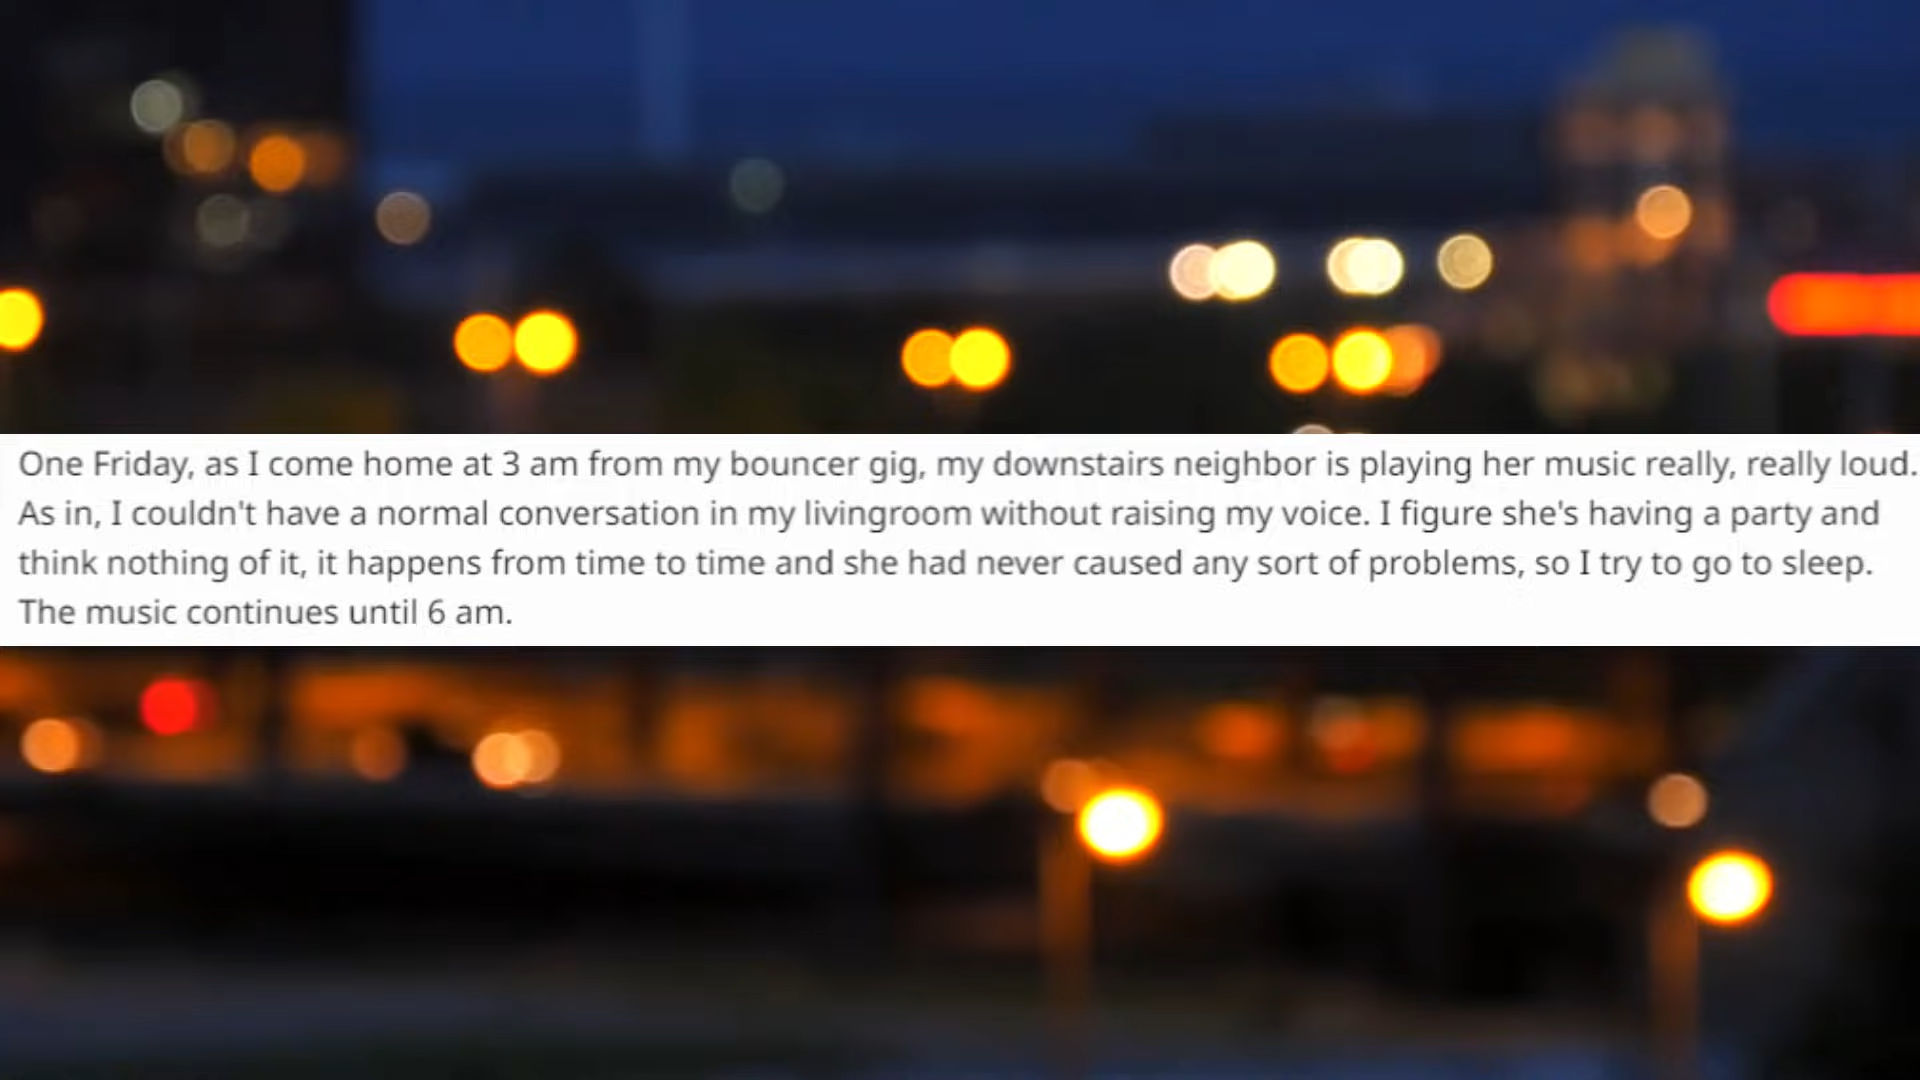 One Friday, as I come home at 3 am from my bouncer gig, my downstairs neighbor is playing her music really, really loud.
As in, I couldn't have a normal conversation in my livingroom without raising my voice. I figure she's having a party and
think nothing of it, it happens from time to time and she had never caused any sort of problems, so I try to go to sleep.
The music continues until 6 am.